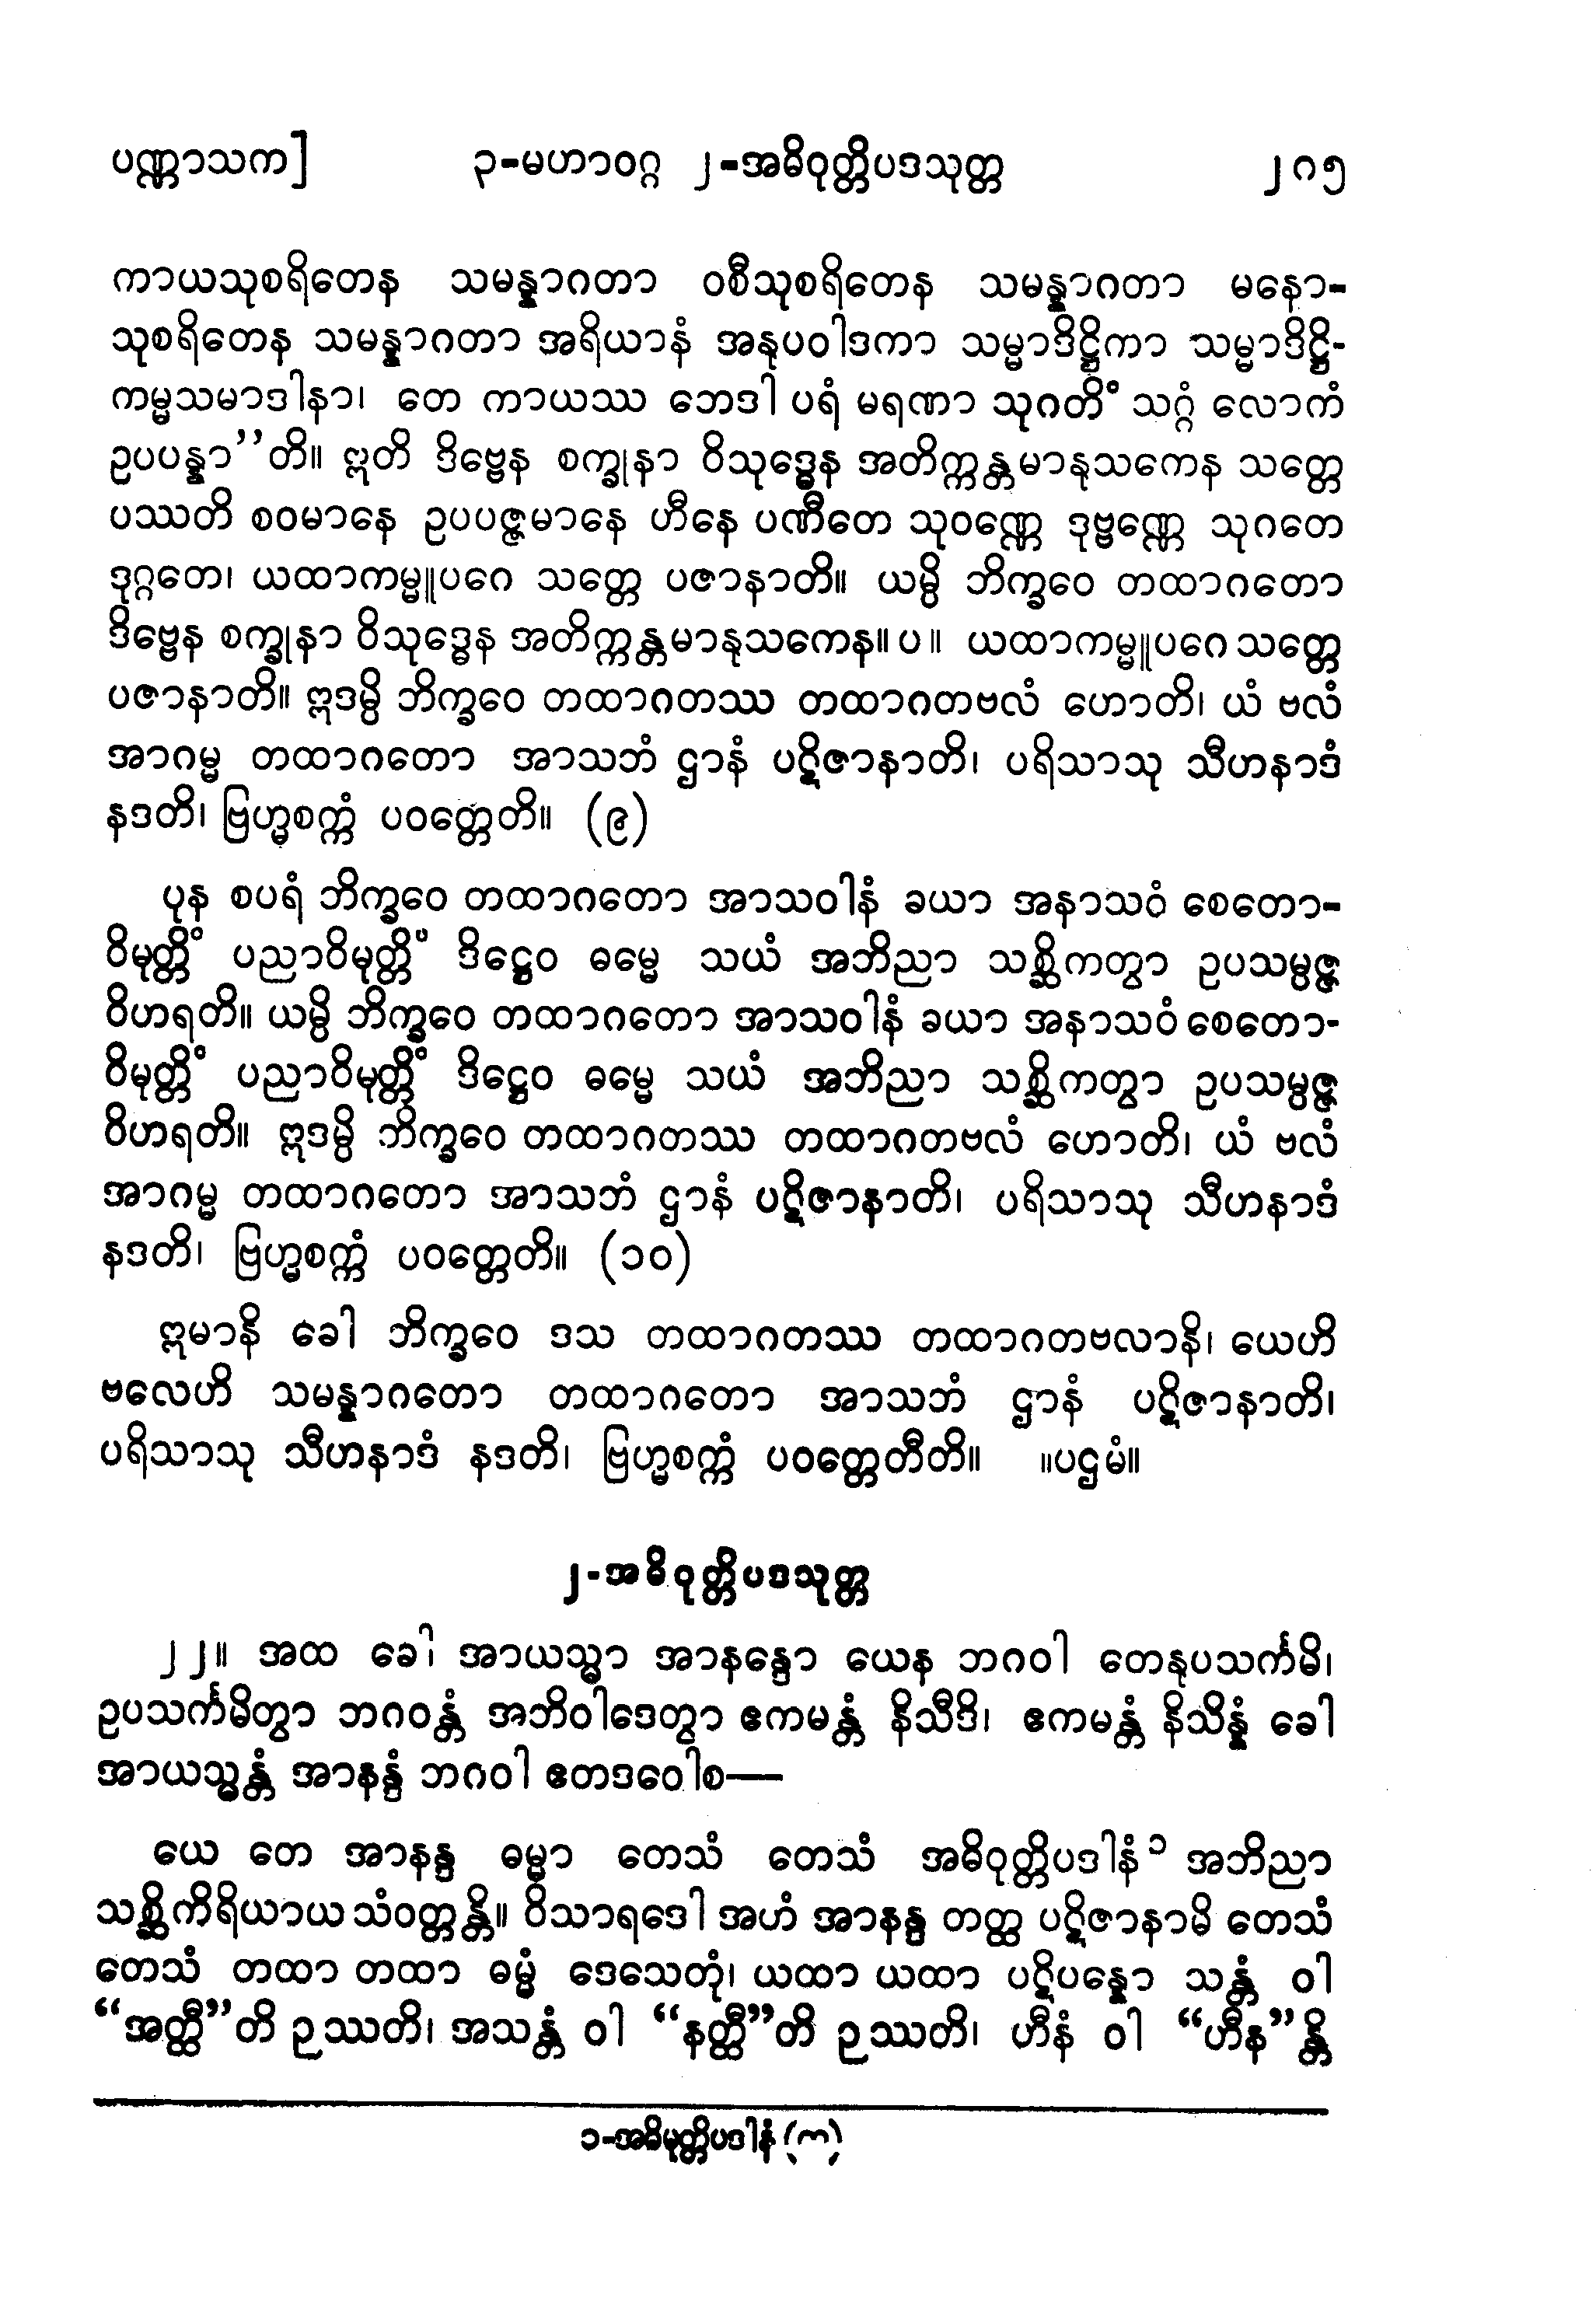 ပဏ္ဏာသက] ၃-မဟာဝဂ္ဂ ၂-အဓိဝုတ္တိပဒသုတ္တ ၂၈၅
ကာယသုစရိတေန သမန္နာဂတာ ဝစီသုစရိတေန သမန္နာဂတာ မနော-
သုစရိတေန သမန္နာဂတာ အရိယာနံ အနုပဝါဒကာ သမ္မာဒိဋ္ဌိကာ သမ္မာဒိဋ္ဌိ-
ကမ္မသမာဒါနာ၊ တေ ကာယဿ ဘေဒါ ပရံ မရဏာ သုဂတိံ သဂ္ဂံ လောကံ
ဥပပန္နာ’’တိ။ ဣတိ ဒိဗ္ဗေန စက္ခုနာ ဝိသုဒ္ဓေန အတိက္ကန္တမာနုသကေန သတ္တေ
ပဿတိ စဝမာနေ ဥပပဇ္ဇမာနေ ဟီနေ ပဏီတေ သုဝဏ္ဏေ ဒုဗ္ဗဏ္ဏေ သုဂတေ
ဒုဂ္ဂတေ၊ ယထာကမ္မူပဂေ သတ္တေ ပဇာနာတိ။ ယမ္ပိ ဘိက္ခဝေ တထာဂတော
ဒိဗ္ဗေန စက္ခုနာ ဝိသုဒ္ဓေန အတိက္ကန္တမာနုသကေန။ ပ။ ယထာကမ္မူပဂေ သတ္တေ
ပဇာနာတိ။ ဣဒမ္ပိ ဘိက္ခဝေ တထာဂတဿ တထာဂတဗလံ ဟောတိ၊ ယံ ဗလံ
အာဂမ္မ တထာဂတော အာသဘံ ဌာနံ ပဋိဇာနာတိ၊ ပရိသာသု သီဟနာဒံ
နဒတိ၊ ဗြဟ္မစက္ကံ ပဝတ္တေတိ။ (၉)
ပုန စပရံ ဘိက္ခဝေ တထာဂတော အာသဝါနံ ခယာ အနာသဝံ စေတော-
ဝိမုတ္တိံ ပညာဝိမုတ္တိံ ဒိဋ္ဌေဝ ဓမ္မေ သယံ အဘိညာ သစ္ဆိကတွာ ဥပသမ္ပဇ္ဇ
ဝိဟရတိ။ ယမ္ပိ ဘိက္ခဝေ တထာဂတော အာသဝါနံ ခယာ အနာသဝံ စေတော-
ဝိမုတ္တိံ ပညာဝိမုတ္တိံ ဒိဋ္ဌေဝ ဓမ္မေ သယံ အဘိညာ သစ္ဆိကတွာ ဥပသမ္ပဇ္ဇ
ဝိဟရတိ။ ဣဒမ္ပိ ဘိက္ခဝေ တထာဂတဿ တထာဂတဗလံ ဟောတိ၊ ယံ ဗလံ
အာဂမ္မ တထာဂတော အာသဘံ ဌာနံ ပဋိဇာနာတိ၊ ပရိသာသု သီဟနာဒံ
နဒတိ၊ ဗြဟ္မစက္ကံ ပဝတ္တေတိ။ (၁၀)
ဣမာနိ ခေါ ဘိက္ခဝေ ဒသ တထာဂတဿ တထာဂတဗလာနိ၊ ယေဟိ
ဗလေဟိ သမန္နာဂတော တထာဂတော အာသဘံ ဌာနံ ပဋိဇာနာတိ၊
ပရိသာသု သီဟနာဒံ နဒတိ၊ ဗြဟ္မစက္ကံ ပဝတ္တေတီတိ။ ။ပဌမံ။
၂-အဓိဝုတ္တိပဒသုတ္တ
၂၂။ အထ ခေါ အာယသ္မာ အာနန္ဒော ယေန ဘဂဝါ တေနုပသင်္ကမိ၊
ဥပသင်္ကမိတွာ ဘဂဝန္တံ အဘိဝါဒေတွာ ဧကမန္တံ နိသီဒိ၊ ဧကမန္တံ နိသိန္နံ ခေါ
အာယသ္မန္တံ အာနန္ဒံ ဘဂဝါ ဧတဒဝေါစ—
ယေ တေ အာနန္ဒ ဓမ္မာ တေသံ တေသံ အဓိဝုတ္တိပဒါနံ၁ အဘိညာ
သစ္ဆိကိရိယာယ သံဝတ္တန္တိ။ ဝိသာရဒေါ အဟံ အာနန္ဒ တတ္ထ ပဋိဇာနာမိ တေသံ
တေသံ တထာ တထာ ဓမ္မံ ဒေသေတုံ၊ ယထာ ယထာ ပဋိပန္နော သန္တံ ဝါ
“အတ္ထီ”တိ ဉဿတိ၊ အသန္တံ ဝါ “နတ္ထီ”တိ ဉဿတိ၊ ဟီနံ ဝါ “ဟီန”န္တိ
၁-အဓိမုတ္တိပဒါနံ (က)